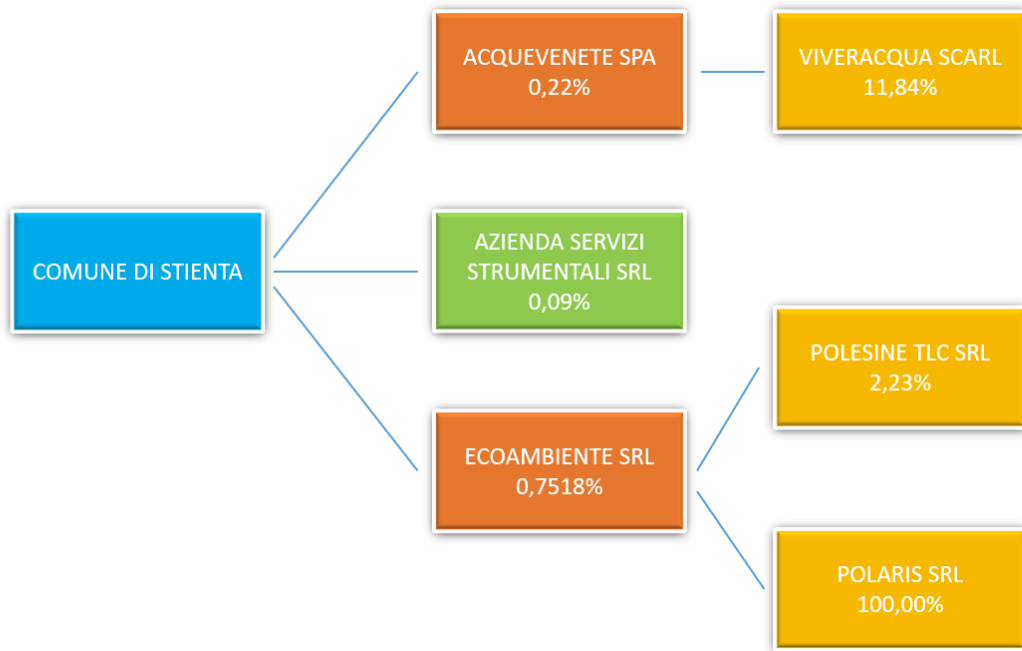 COMUNE DI STIENTA
ACQUEVENETE SPA
0,22%
VIVERACQUA SCARL
11,84%
AZIENDA SERVIZI
STRUMENTALI SRL
0,09%
ECOAMBIENTE SRL
0,7518%
POLESINE TLC SRL
2,23%
POLARIS SRL
100,00%